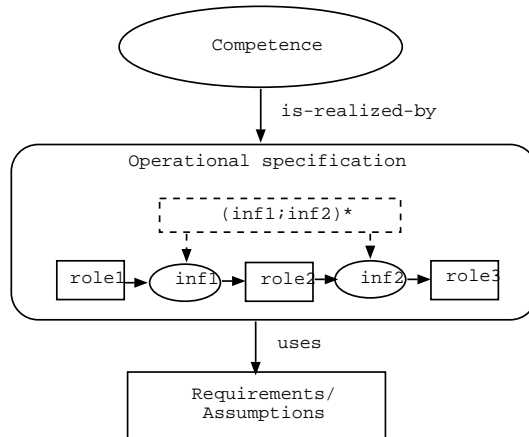 Competence
is-realized-by
Operational specification
(inf1;inf2)*
role1 inf1 role2 inf2 role3
uses
Requirements/
Assumptions